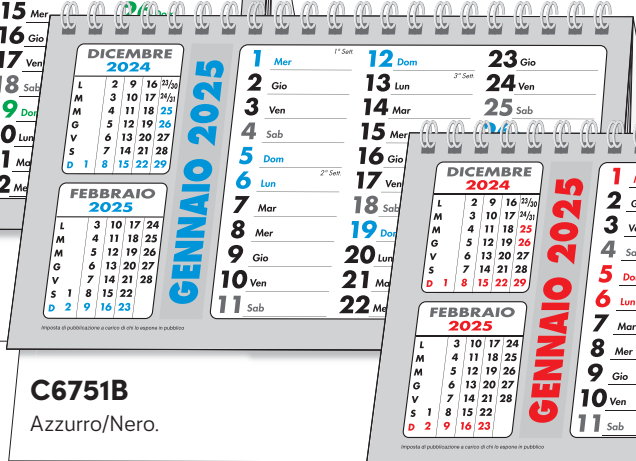 15 Mer
16 Gio
17 Ven
18 Sab
9 Dom
0 Lun
1 Mar
2 Mer
DICEMBRE
2024
L 2 9 16 23/30
M 3 10 17 24/31
M 4 11 18 25
G 5 12 19 26
V 6 13 20 27
S 7 14 21 28
D 1 8 15 22 29
FEBBRAIO
2025
L 3 10 17 24
M 4 11 18 25
M 5 12 19 26
G 6 13 20 27
V 7 14 21 28
S 1 8 15 22
D 2 9 16 23
GENNAIO 2025
1 Mer 1° Sett.
2 Gio
3 Ven
4 Sab
5 Dom
6 Lun 2° Sett.
7 Mar
8 Mer
9 Gio
10 Ven
11 Sab
12 Dom
13 Lun 3° Sett.
14 Mar
15 Mer
16 Gio
17 Ven
18 Sab
19 Dom
20 Lun
21 Mar
22 Mer
23 Gio
24 Ven
25 Sab
Imposta di pubblicazione a carico di chi lo espone in pubblico
DICEMBRE
2024
L 2 9 16 23/30
M 3 10 17 24/31
M 4 11 18 25
G 5 12 19 26
V 6 13 20 27
S 7 14 21 28
D 1 8 15 22 29
FEBBRAIO
2025
L 3 10 17 24
M 4 11 18 25
M 5 12 19 26
G 6 13 20 27
V 7 14 21 28
S 1 8 15 22
D 2 9 16 23
GENNAIO 2025
1
2 G
3 Ve
4 Sa
5 Do
6 Lun
7 Mar
8 Mer
9 Gio
10 Ven
11 Sab
Imposta di pubblicazione a carico di chi lo espone in pubblico
C6751B
Azzurro/Nero.